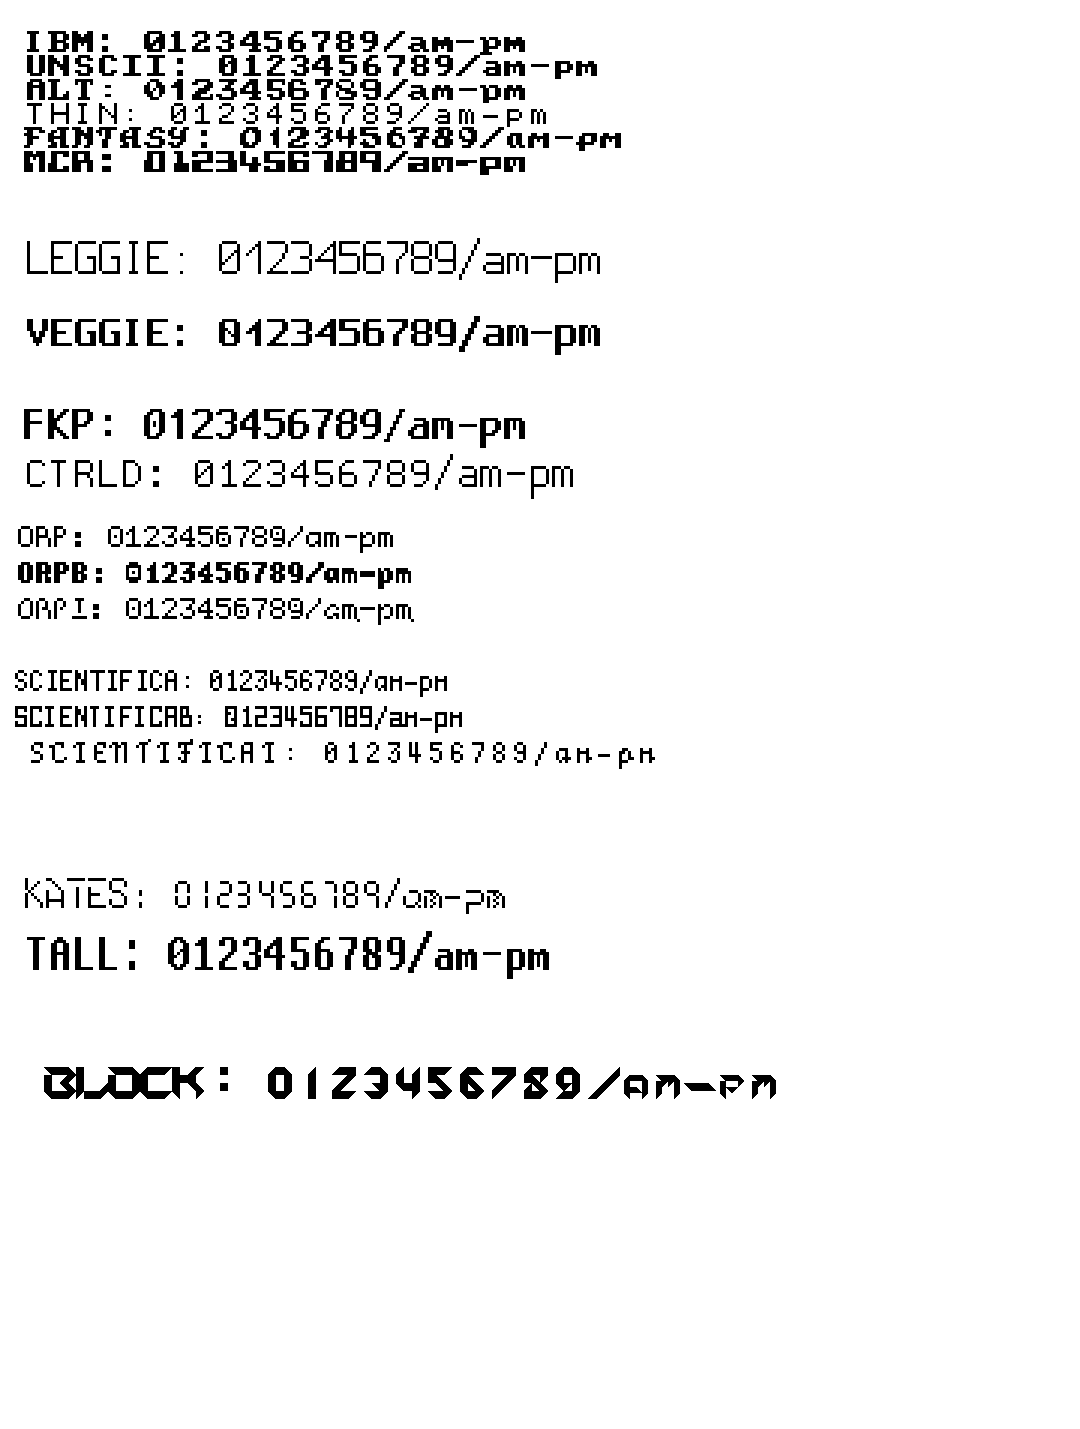 IBM: 0123456789/am-pm
UNSCII: 0123456789/am-pm
ALT: 0123456789/am-pm
THIN: 0123456789/am-pm
FANTASY: 0123456789/am-pm
MCR: 0123456789/am-pm
LEGGIE: 0123456789/am-pm
VEGGIE: 0123456789/am-pm
FKP: 0123456789/am-pm
CTRLD: 0123456789/am-pm
ORP: 0123456789/am-pm
ORPB: 0123456789/am-pm
ORPI: 0123456789/am-pm
SCIENTIFICA: 0123456789/am-pm
SCIENTIFICAB: 0123456789/am-pm
SCIENTIFICAI: 0123456789/am-pm
KATES: 0123456789/am-pm
TALL: 0123456789/am-pm
BLOCK: 0123456789/am-pm